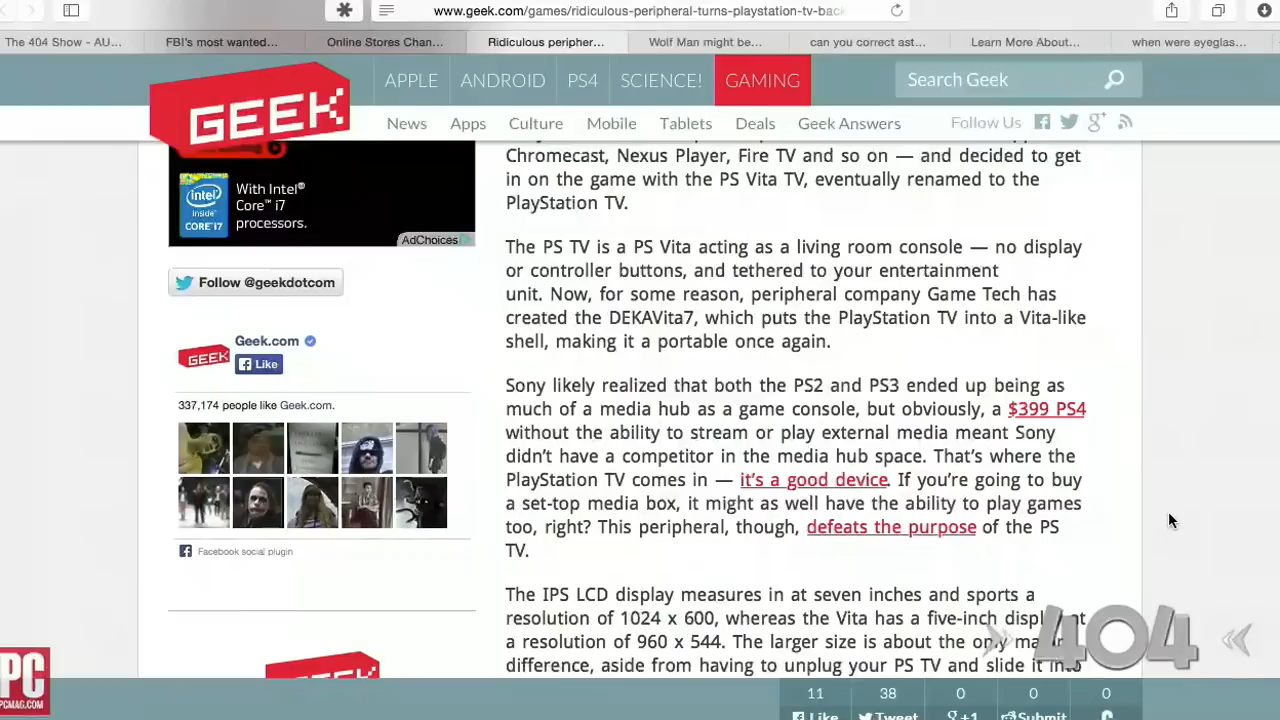 www.geek.com/games/ridiculous-peripheral-turns-playstation-tv-back
The 404 Show - AU...
FBI's most wanted...
Online Stores Chan...
Ridiculous peripher...
Wolf Man might be...
can you correct ast...
Learn More About...
when were eyeglas...
GEEK
APPLE
ANDROID
PS4
SCIENCE!
GAMING
Search Geek
News
Apps
Culture
Mobile
Tablets
Deals
Geek Answers
Follow Us
With Intel®
Core™ i7
processors.
intel
inside™
CORE™i7
AdChoices
Follow @geekdotcom
GEEK
Geek.com
Like
337,174 people like Geek.com.
Facebook social plugin
Chromecast, Nexus Player, Fire TV and so on — and decided to get
in on the game with the PS Vita TV, eventually renamed to the
PlayStation TV.
The PS TV is a PS Vita acting as a living room console — no display
or controller buttons, and tethered to your entertainment
unit. Now, for some reason, peripheral company Game Tech has
created the DEKAVita7, which puts the PlayStation TV into a Vita-like
shell, making it a portable once again.
Sony likely realized that both the PS2 and PS3 ended up being as
much of a media hub as a game console, but obviously, a $399 PS4
without the ability to stream or play external media meant Sony
didn't have a competitor in the media hub space. That's where the
PlayStation TV comes in — it's a good device. If you're going to buy
a set-top media box, it might as well have the ability to play games
too, right? This peripheral, though, defeats the purpose of the PS
TV.
The IPS LCD display measures in at seven inches and sports a
resolution of 1024 x 600, whereas the Vita has a five-inch display at
a resolution of 960 x 544. The larger size is about the only
difference, aside from having to unplug your PS TV and slide it into
404
PC
PCMAG.COM
11
38
0
0
0
Like
Tweet
+1
Submit